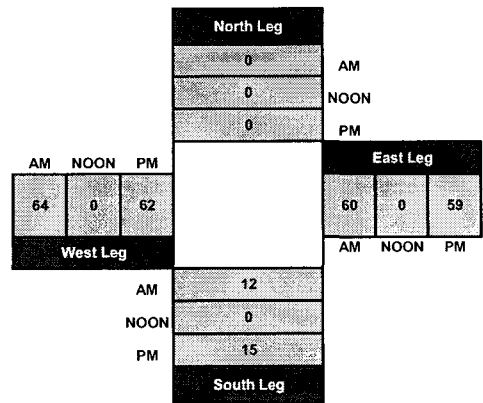 North Leg
0
AM
0
NOON
0
PM
East Leg
AM NOON PM
64 0 62
60 0 59
West Leg
AM NOON PM
AM
12
NOON
0
PM
15
South Leg